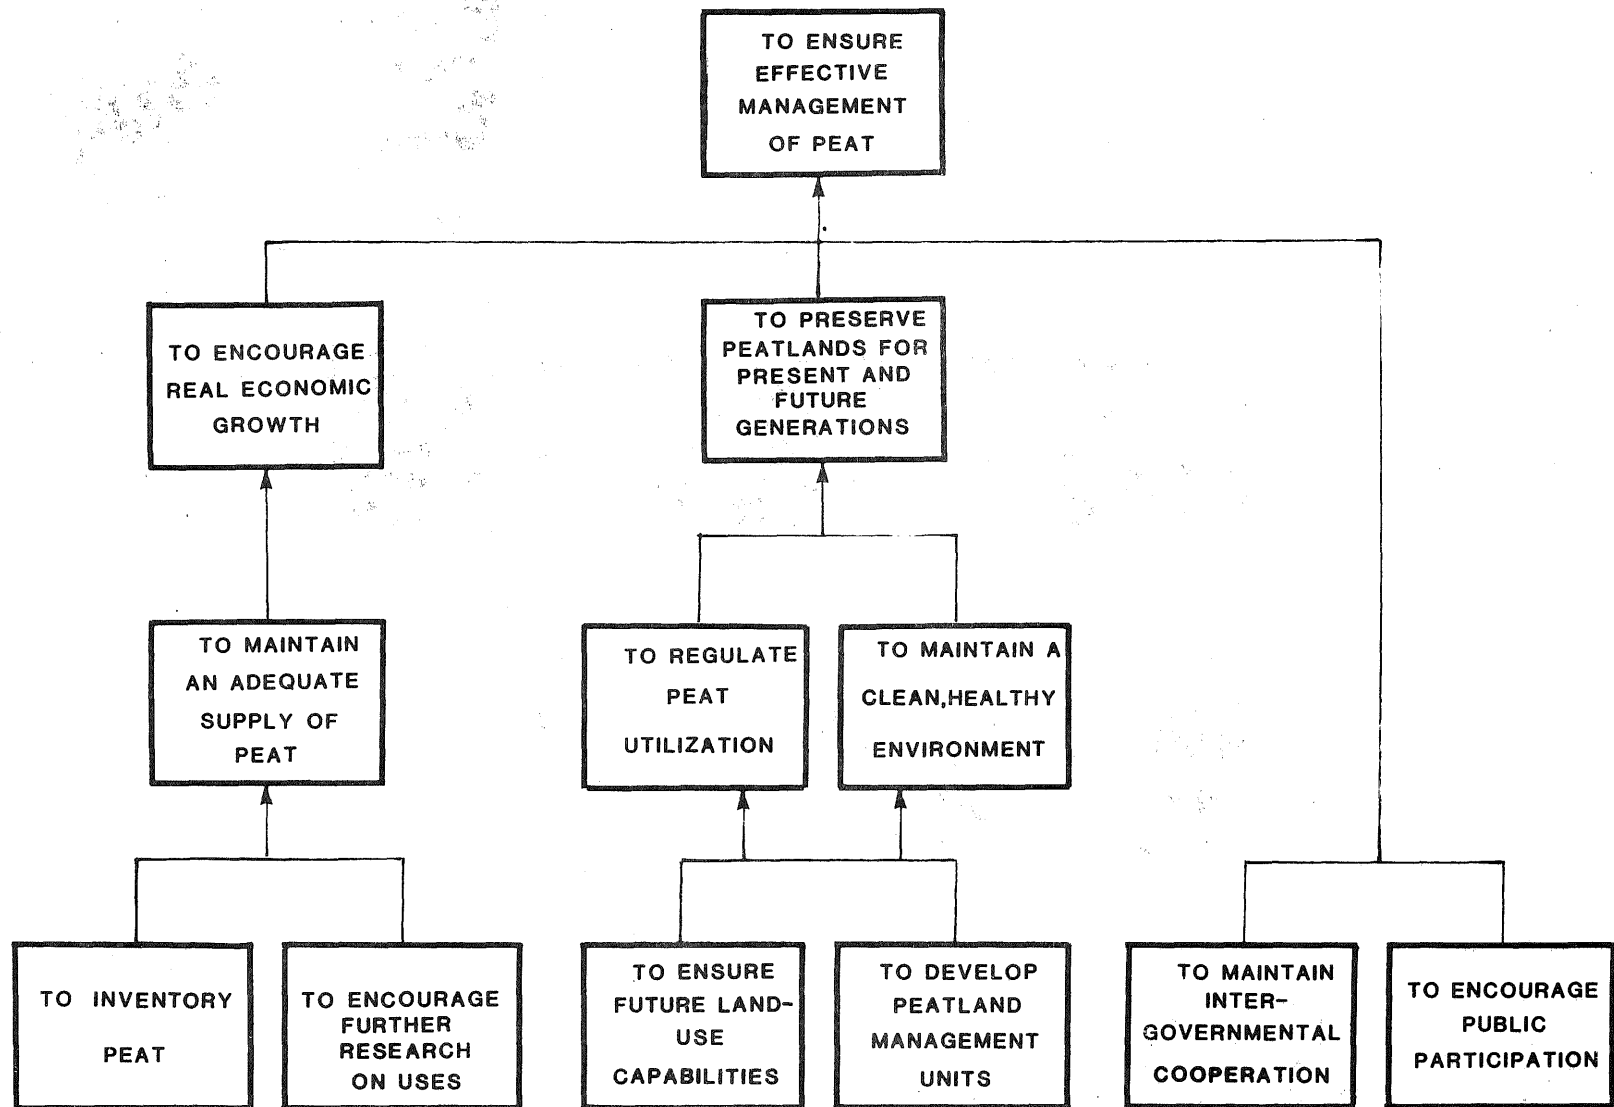 TO ENSURE
EFFECTIVE
MANAGEMENT
OF PEAT
TO ENCOURAGE
REAL ECONOMIC
GROWTH
TO PRESERVE
PEATLANDS FOR
PRESENT AND
FUTURE
GENERATIONS
TO MAINTAIN
AN ADEQUATE
SUPPLY OF
PEAT
TO REGULATE
PEAT
UTILIZATION
TO MAINTAIN A
CLEAN,HEALTHY
ENVIRONMENT
TO INVENTORY
PEAT
TO ENCOURAGE
FURTHER
RESEARCH
ON USES
TO ENSURE
FUTURE LAND-
USE
CAPABILITIES
TO DEVELOP
PEATLAND
MANAGEMENT
UNITS
TO MAINTAIN
INTER-
GOVERNMENTAL
COOPERATION
TO ENCOURAGE
PUBLIC
PARTICIPATION